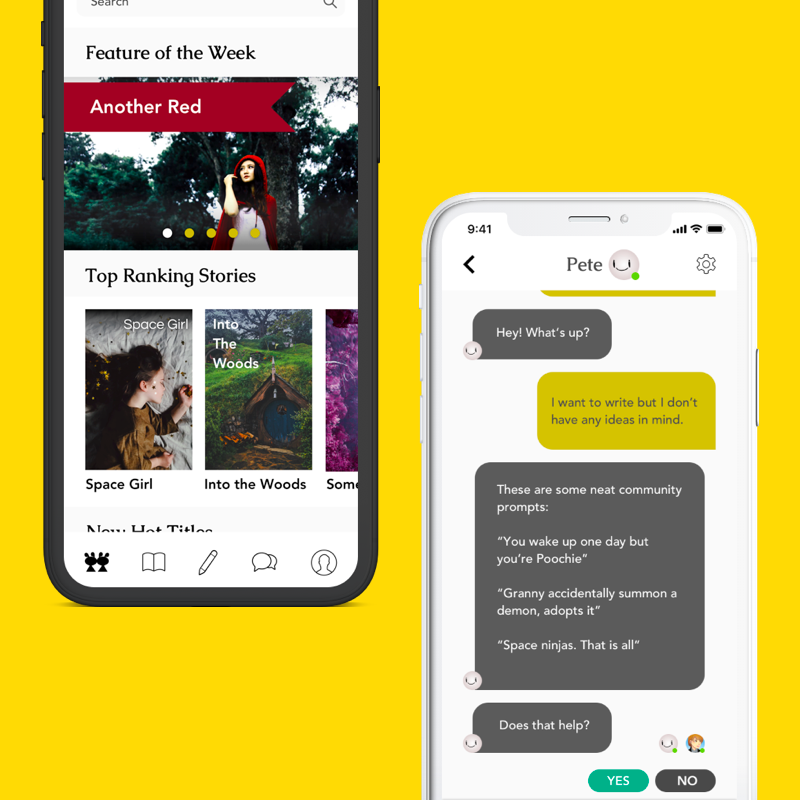 Search
Feature of the Week
Another Red
Top Ranking Stories
Space Girl
Into
The
Woods
Space Girl
Into the Woods
Some
New Hot Titles
9:41
Pete
Hey! What's up?
I want to write but I don't
have any ideas in mind.
These are some neat community
prompts:
“You wake up one day but
you're Poochie“
“Granny accidentally summon a
demon, adopts it”
“Space ninjas. That is all“
Does that help?
YES
NO